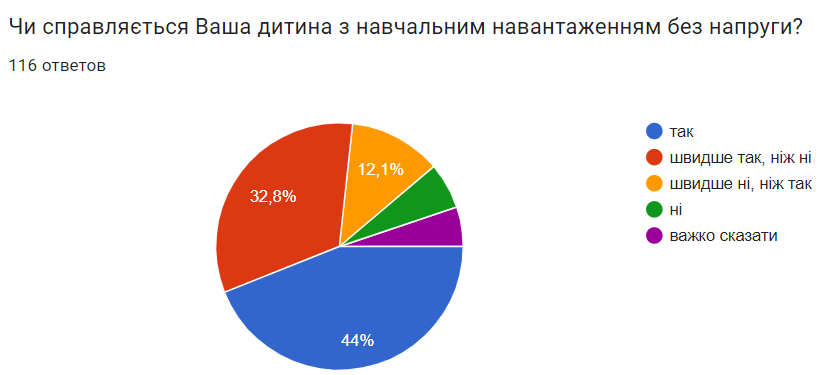 Чи справляється Ваша дитина з навчальним навантаженням без напруги?
116 ответов
так
швидше так, ніж ні
швидше ні, ніж так
ні
важко сказати
12,1%
32,8%
44%